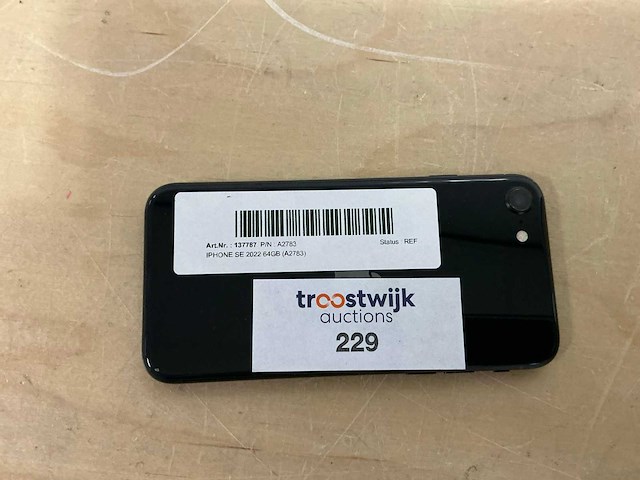 Art.Nr. : 137787 P/N : A2783 Status : REF
IPHONE SE 2022 64GB (A2783)
troostwijk
auctions
229